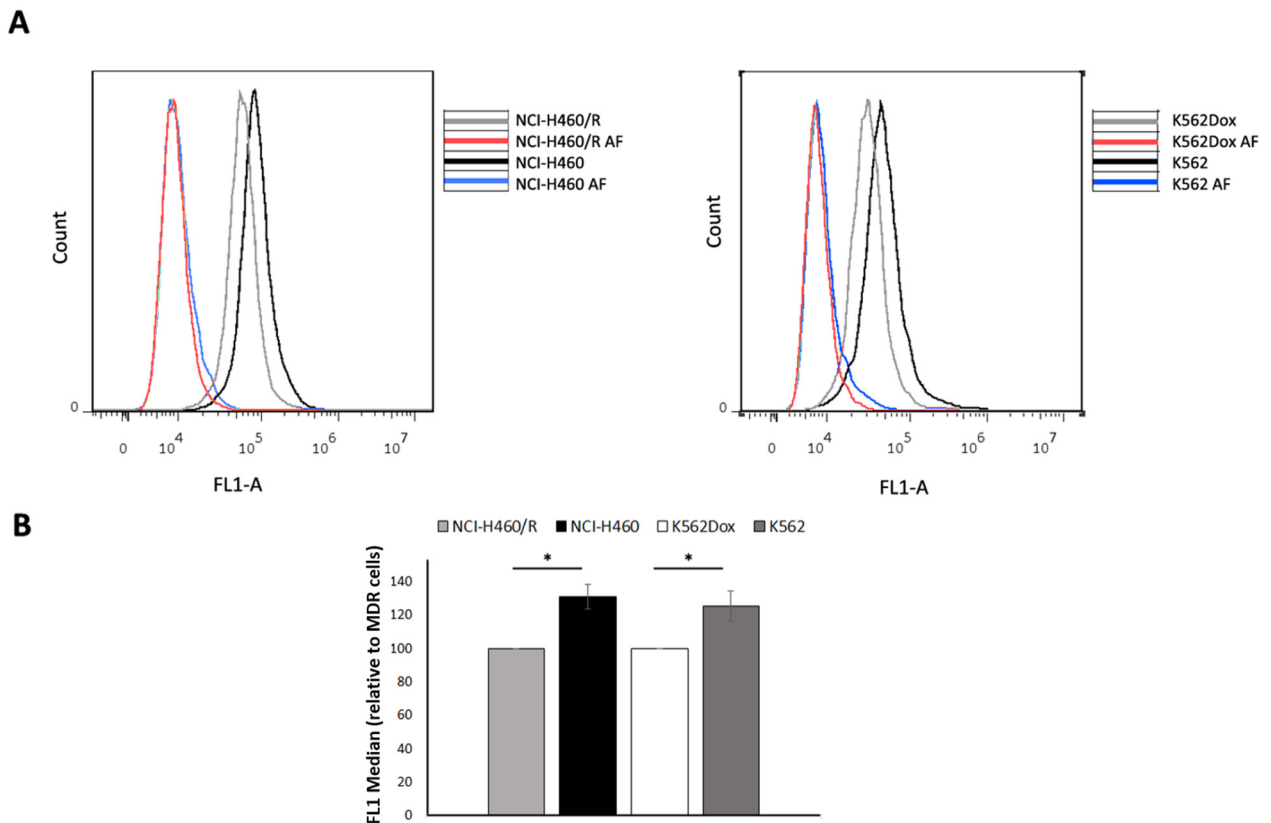 A
Count
0
0 10^4 10^5 10^6 10^7
FL1-A
NCI-H460/R
NCI-H460/R AF
NCI-H460
NCI-H460 AF
Count
0
0 10^4 10^5 10^6 10^7
FL1-A
K562Dox
K562Dox AF
K562
K562 AF
B
NCI-H460/R NCI-H460 K562Dox K562
FL1 Median (relative to MDR cells)
140
120
100
80
60
40
20
0
* *